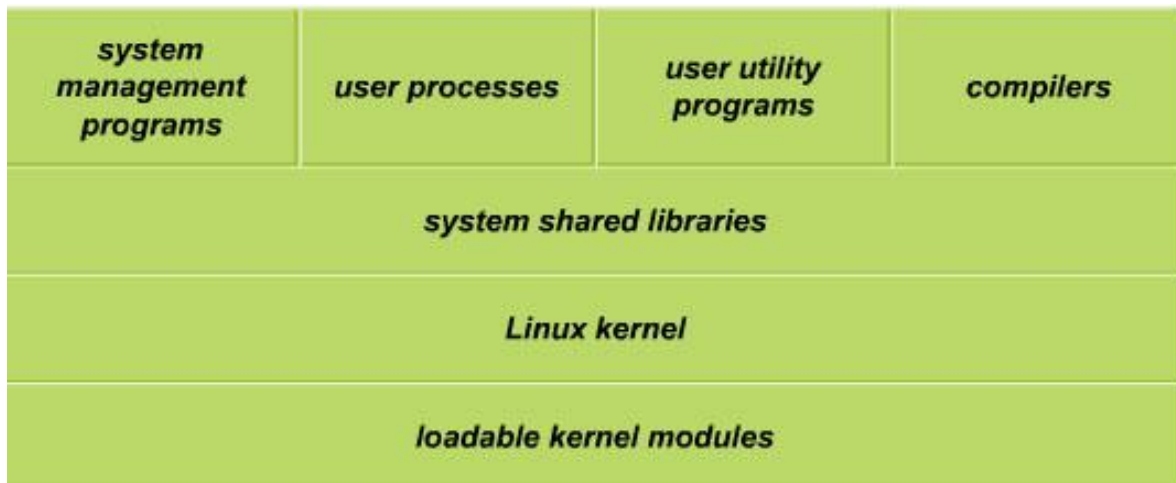 system
management
programs
user processes
user utility
programs
compilers
system shared libraries
Linux kernel
loadable kernel modules